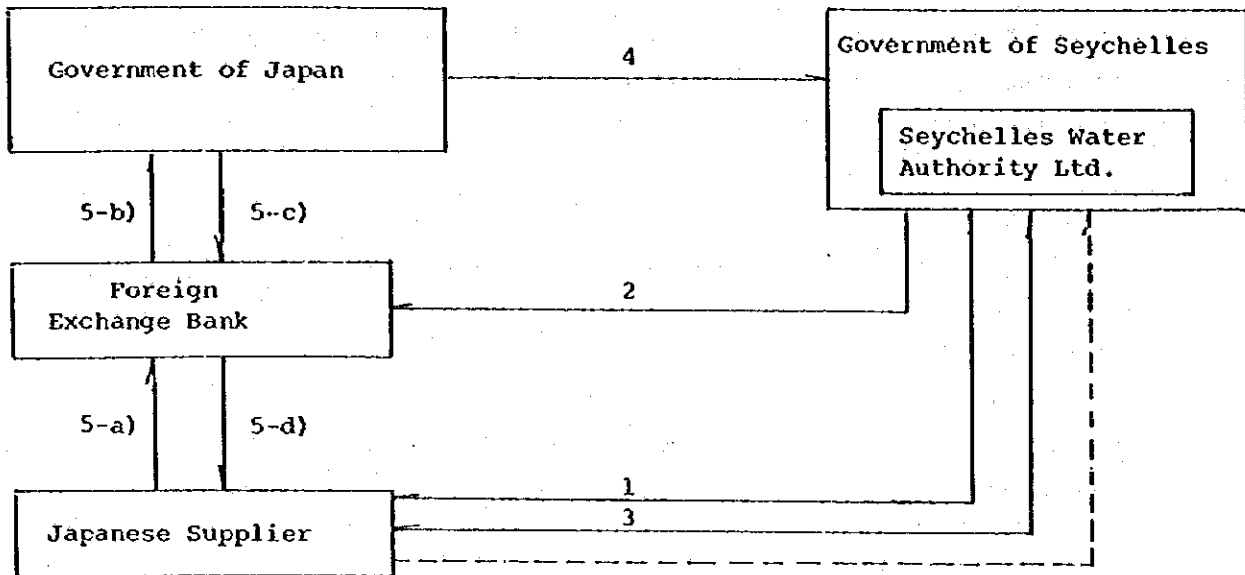 Government of Japan
4
Government of Seychelles
Seychelles Water
Authority Ltd.
5-b)
5-c)
Foreign
Exchange Bank
2
5-a)
5-d)
1
Japanese Supplier
3